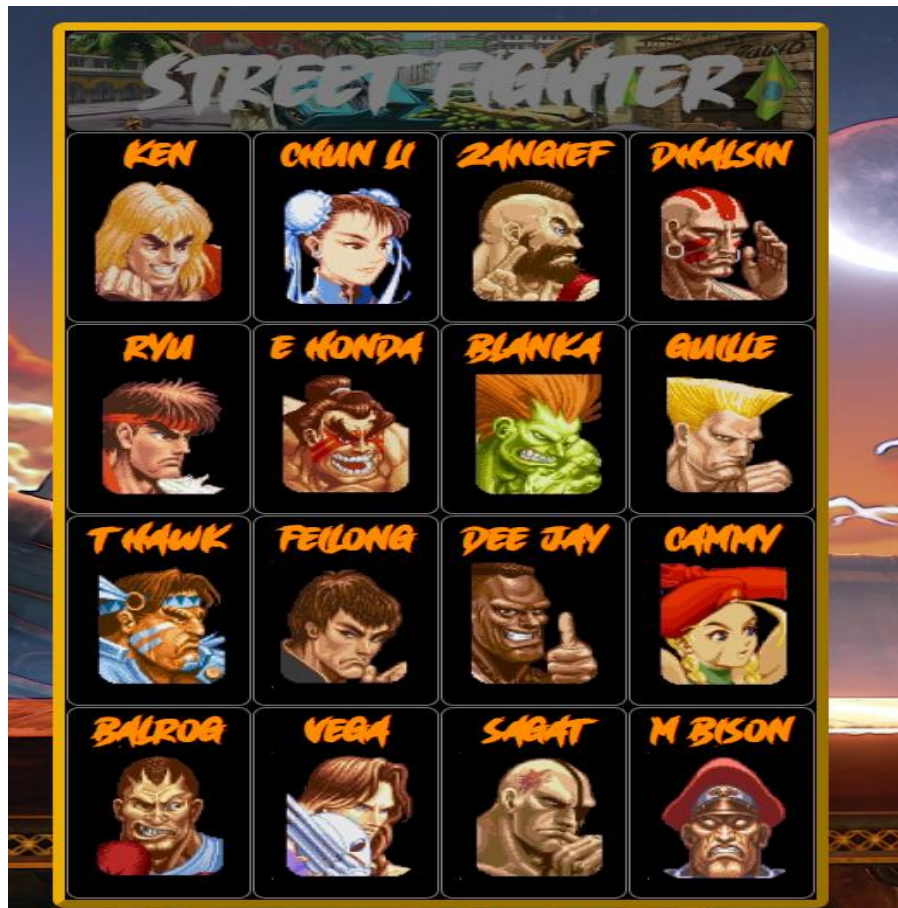 STREET FIGHTER
KEN CHUN LI ZANGIEF DHALSIN
RYU E HONDA BLANKA GUILLE
T HAWK FEILONG DEE JAY CAMMY
BALROG VEGA SAGAT M BISON